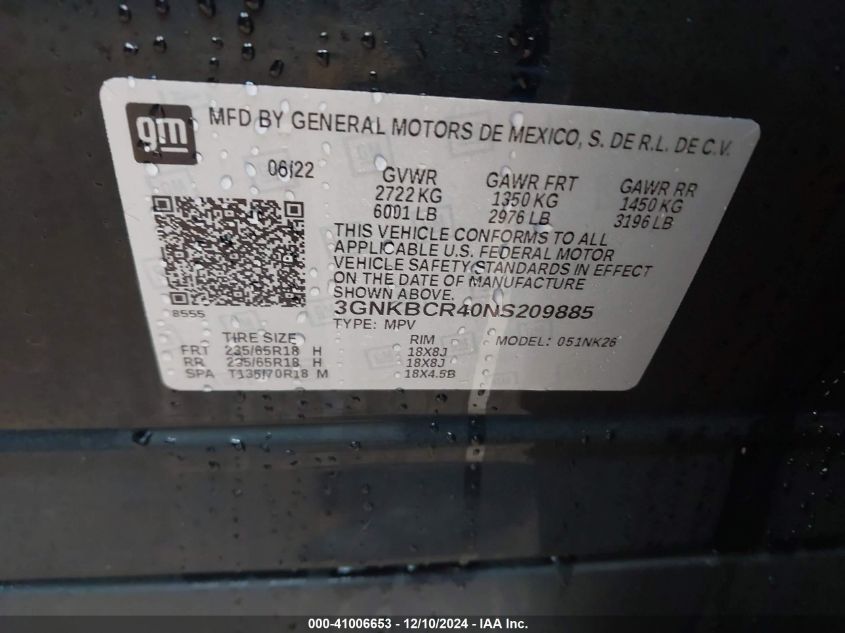 gm
MFD BY GENERAL MOTORS DE MEXICO, S. DE R.L. DE C.V.
06/22 GVWR GAWR FRT GAWR RR
2722 KG 1350 KG 1450 KG
6001 LB 2976 LB 3196 LB
THIS VEHICLE CONFORMS TO ALL
APPLICABLE U.S. FEDERAL MOTOR
VEHICLE SAFETY STANDARDS IN EFFECT
ON THE DATE OF MANUFACTURE
SHOWN ABOVE.
8555 3GNKBCR40NS209885
TYPE: MPV
TIRE SIZE RIM MODEL: 051NK26
FRT 235/65R18 H 18X8J
RR 235/65R18 H 18X8J
SPA T135/70R18 M 18X4.5B
000-41006653 - 12/10/2024 - IAA Inc.